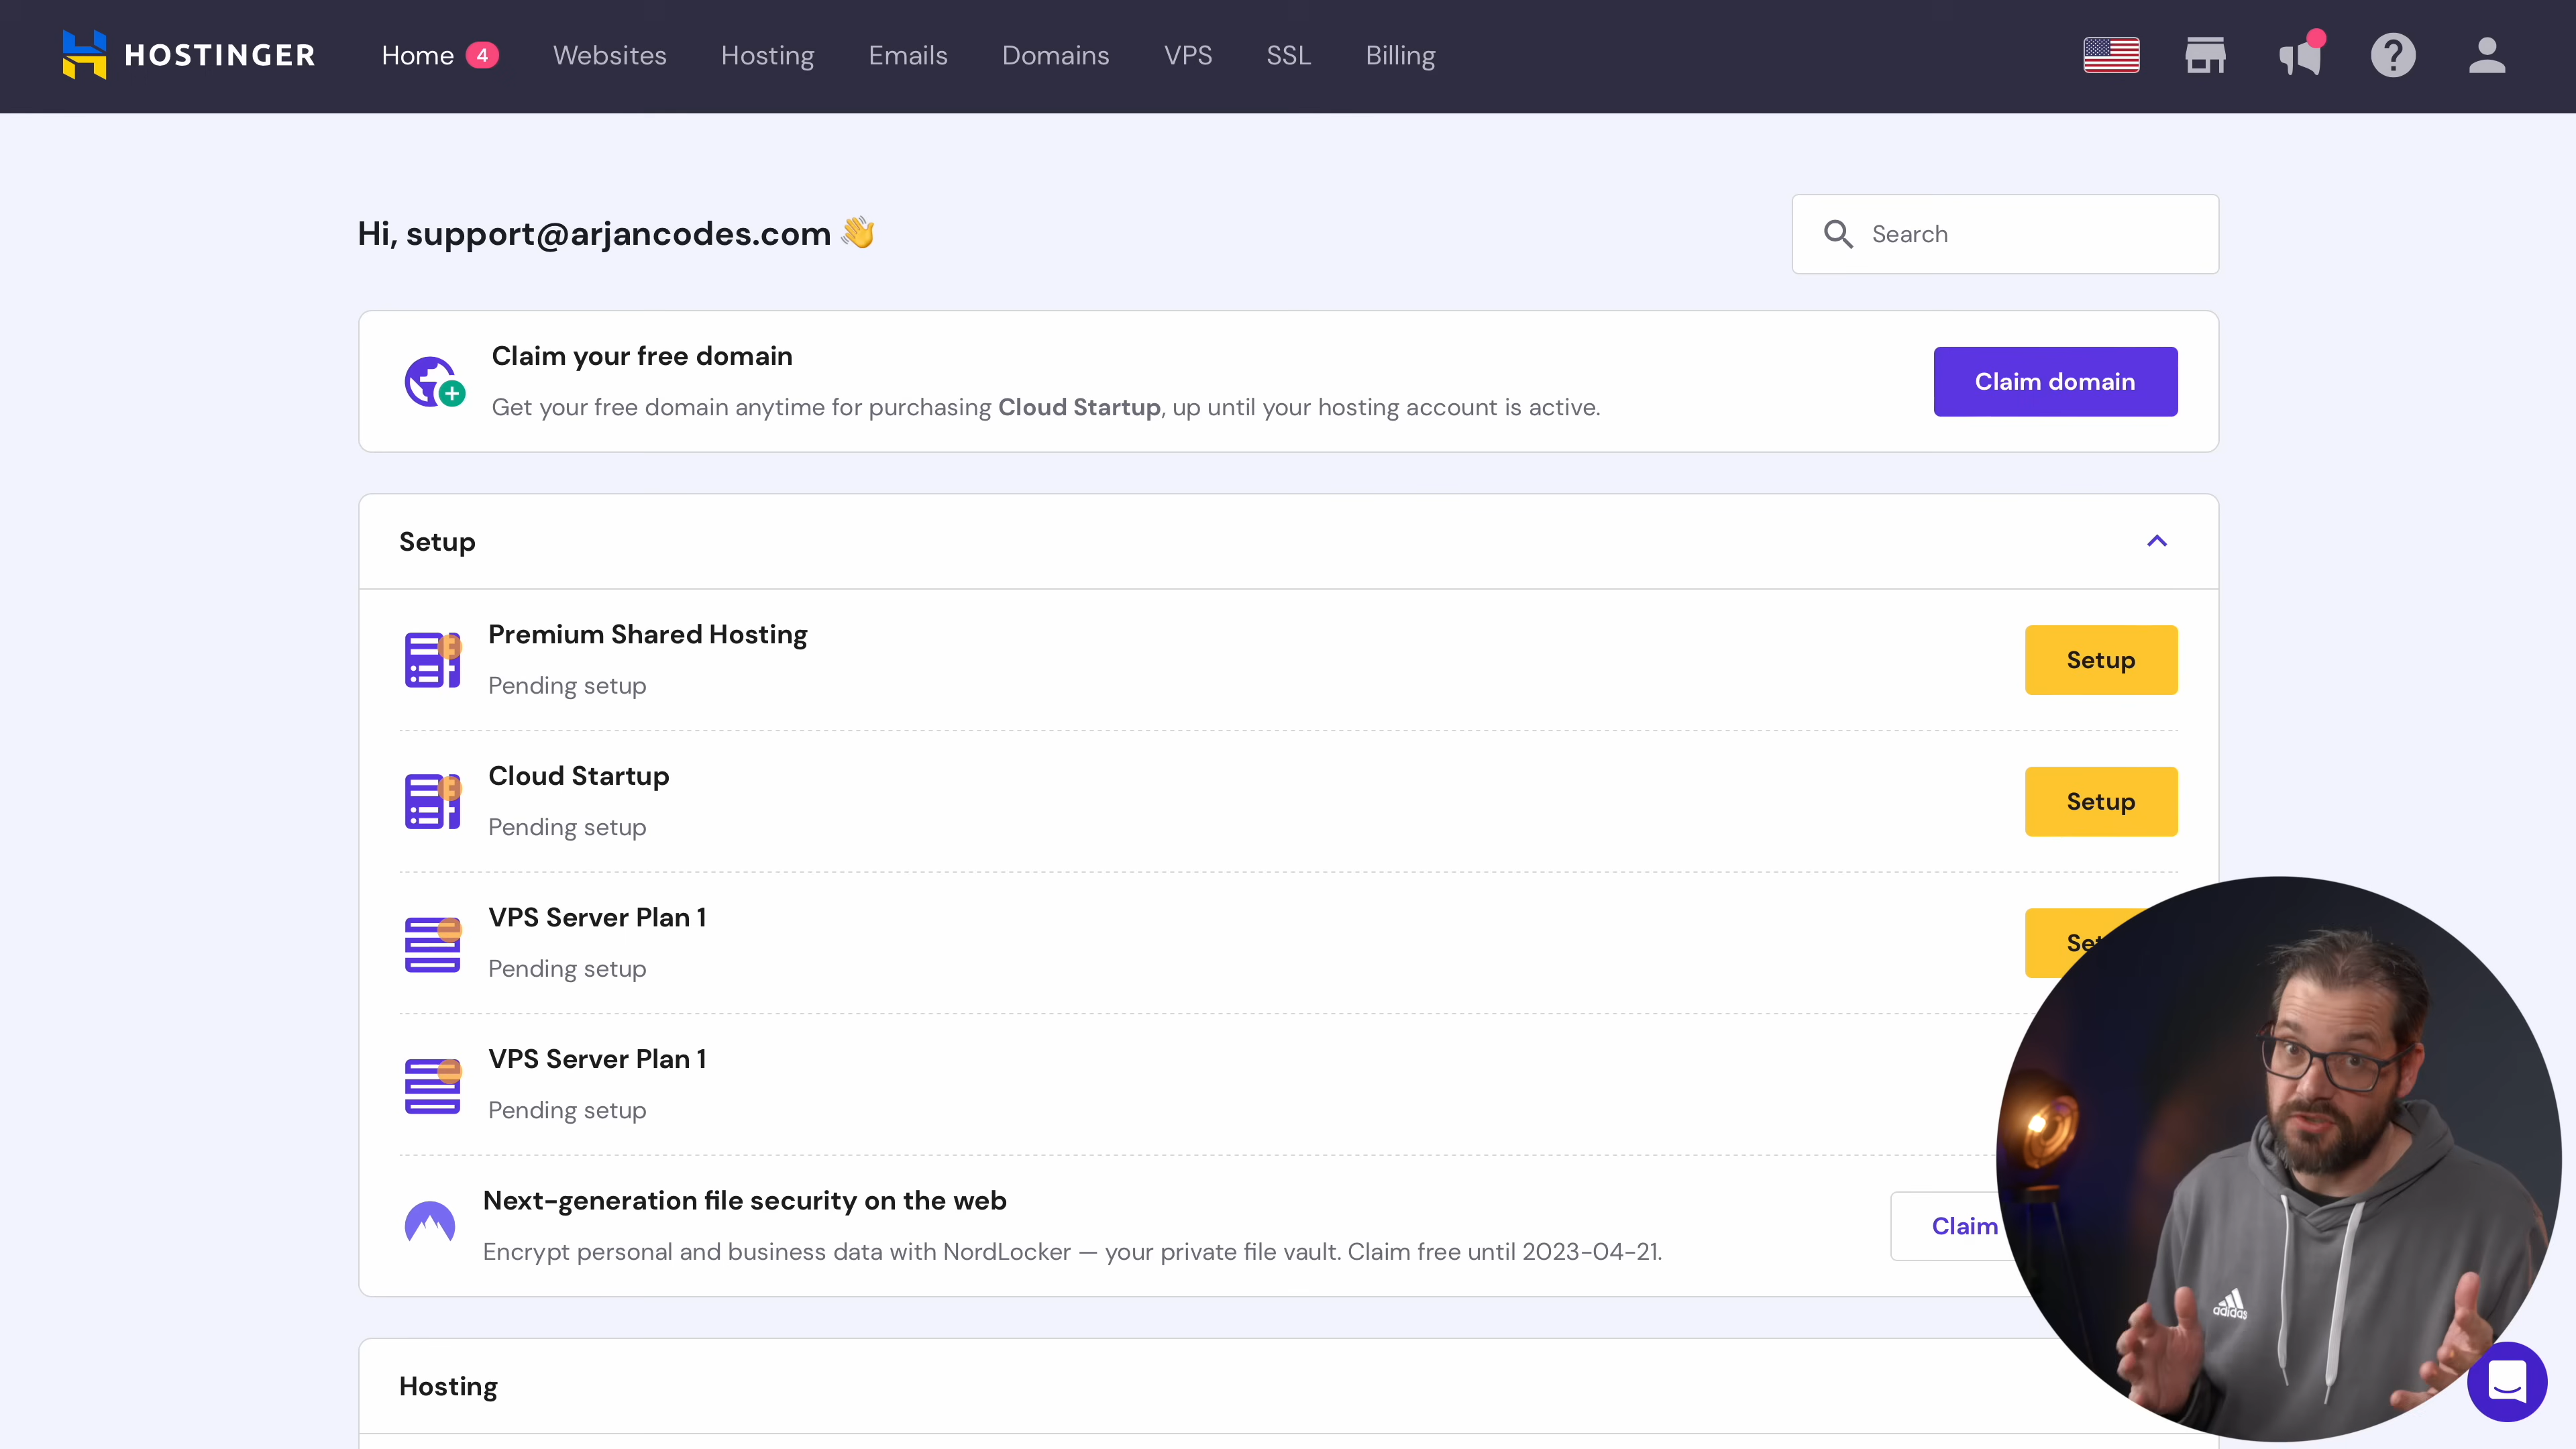 HOSTINGER
Home 4
Websites
Hosting
Emails
Domains
VPS
SSL
Billing
Hi, support@arjancodes.com 👋
Search
Claim your free domain
Get your free domain anytime for purchasing Cloud Startup, up until your hosting account is active.
Claim domain
Setup
Premium Shared Hosting
Pending setup
Setup
Cloud Startup
Pending setup
Setup
VPS Server Plan 1
Pending setup
VPS Server Plan 1
Pending setup
Next-generation file security on the web
Encrypt personal and business data with NordLocker — your private file vault. Claim free until 2023-04-21.
Claim
adidas
Hosting